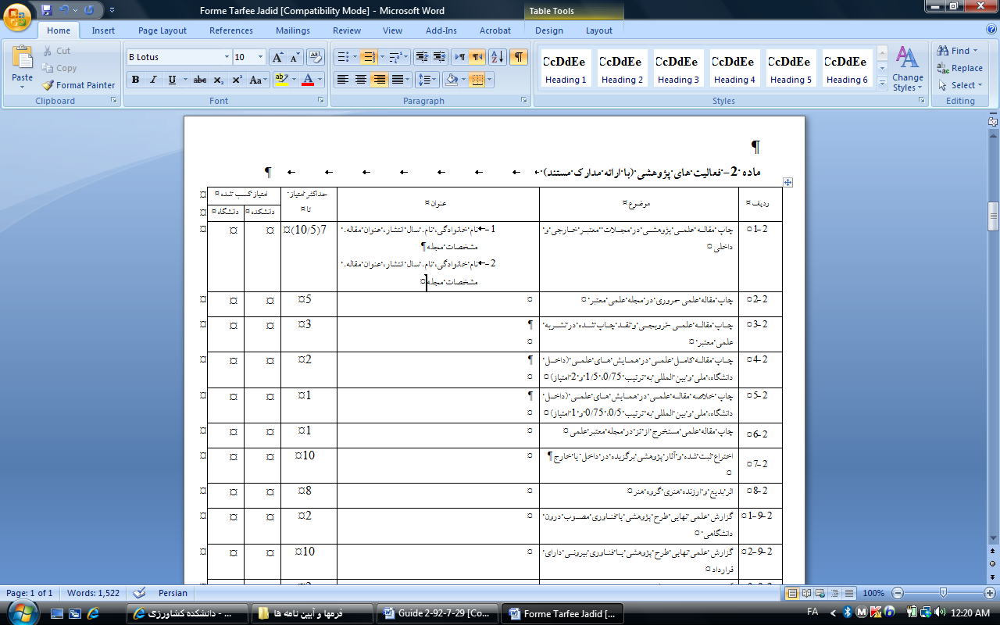 Forme Tarfee Jadid [Compatibility Mode] - Microsoft Word
Table Tools
Home Insert Page Layout References Mailings Review View Add-Ins Acrobat Design Layout
Paste
Cut
Copy
Format Painter
Clipboard
B Lotus 10
Font
Paragraph
CcDdEe CcDdEe CcDdEe CcDdEe CcDdEe CcDdEe
Heading 1 Heading 2 Heading 3 Heading 4 Heading 5 Heading 6
Change Styles
Styles
Find
Replace
Select
Editing
ماده 2- فعالیت های پژوهشی (با ارائه مدارک مستند)
ردیف موضوع عنوان حداکثر امتیاز تا امتیاز کسب شده
دانشکده دانشگاه
1-2 چاپ مقاله علمی پژوهشی در مجلات معتبر خارجی و
داخلی
1- نام خانوادگی، نام. سال انتشار، عنوان مقاله.
مشخصات مجله
2- نام خانوادگی، نام. سال انتشار، عنوان مقاله.
مشخصات مجله
7(10/5)
2-2 چاپ مقاله علمی -مروری در مجله علمی معتبر 5
3-2 چاپ مقاله علمی -ترویجی و نقد چاپ شده در نشریه
علمی معتبر
3
4-2 چاپ مقاله کامل علمی در همایش های علمی (داخل
دانشگاه، ملی و بین المللی به ترتیب 0/75، 1/5 و 2 امتیاز)
2
5-2 چاپ خلاصه مقاله علمی در همایش های علمی (داخل
دانشگاه، ملی و بین المللی به ترتیب 0/5، 0/75 و 1 امتیاز)
1
6-2 چاپ مقاله علمی مستخرج از تز در مجله معتبر علمی 1
7-2 اختراع ثبت شده و آثار پژوهشی برگزیده در داخل یا خارج 10
8-2 اثر بدیع و ارزنده هنری گروه هنر 8
1-9-2 گزارش علمی نهایی طرح پژوهشی یا فناوری مصوب درون
دانشگاهی
2
2-9-2 گزارش علمی نهایی طرح پژوهشی یا فناوری بیرونی دارای
قرارداد
10
Page: 1 of 1 Words: 1,522 Persian 100%
دانشکده کشاورزی - ...
فرمها و آیین نامه ها
Guide 2-92-7-29 [Co...
Forme Tarfee Jadid [...
FA
12:20 AM